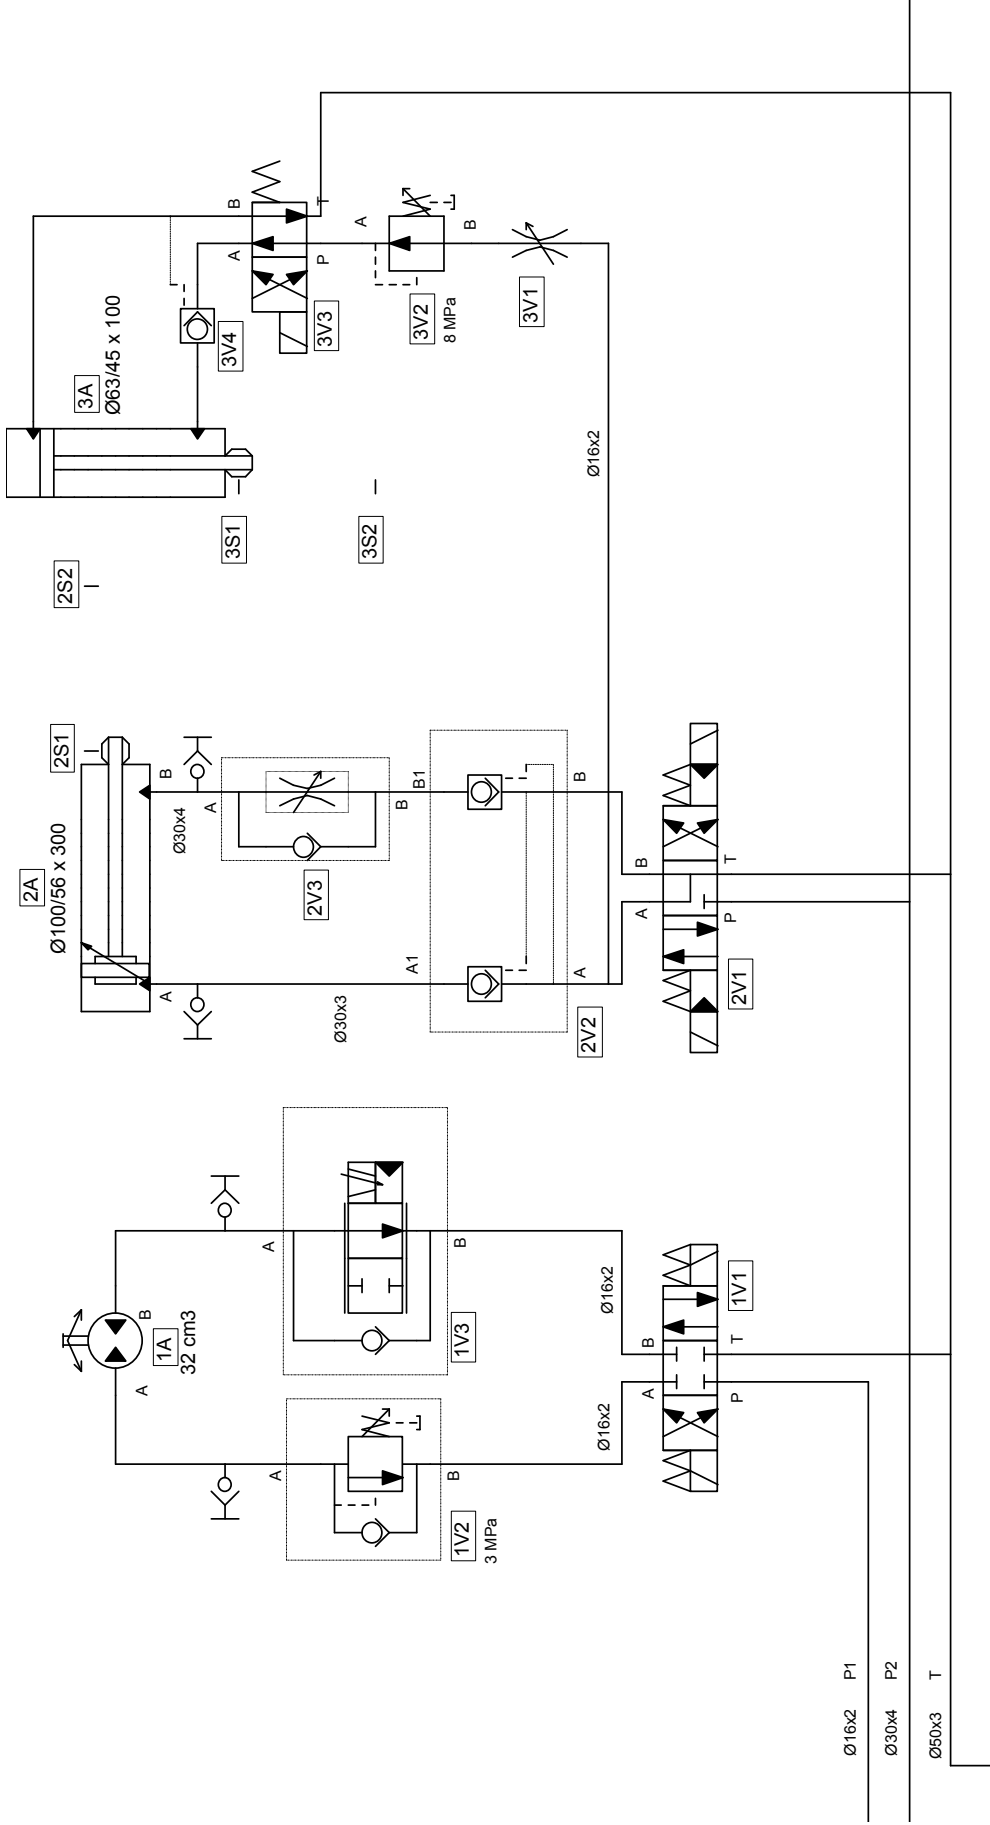 1A
32 cm3
A
B
A
A
1V2
3 MPa
B
1V3
B
Ø16x2
Ø16x2
A
B
P
T
1V1
2A
Ø100/56 x 300
2S1
2S2
A
B
Ø30x4
Ø30x3
A
2V3
B
A1
B1
2V2
A
B
A
B
P
T
2V1
3A
Ø63/45 x 100
3V4
3S1
3S2
A
B
P
T
3V3
A
B
3V2
8 MPa
3V1
Ø16x2
Ø16x2 P1
Ø30x4 P2
Ø50x3 T